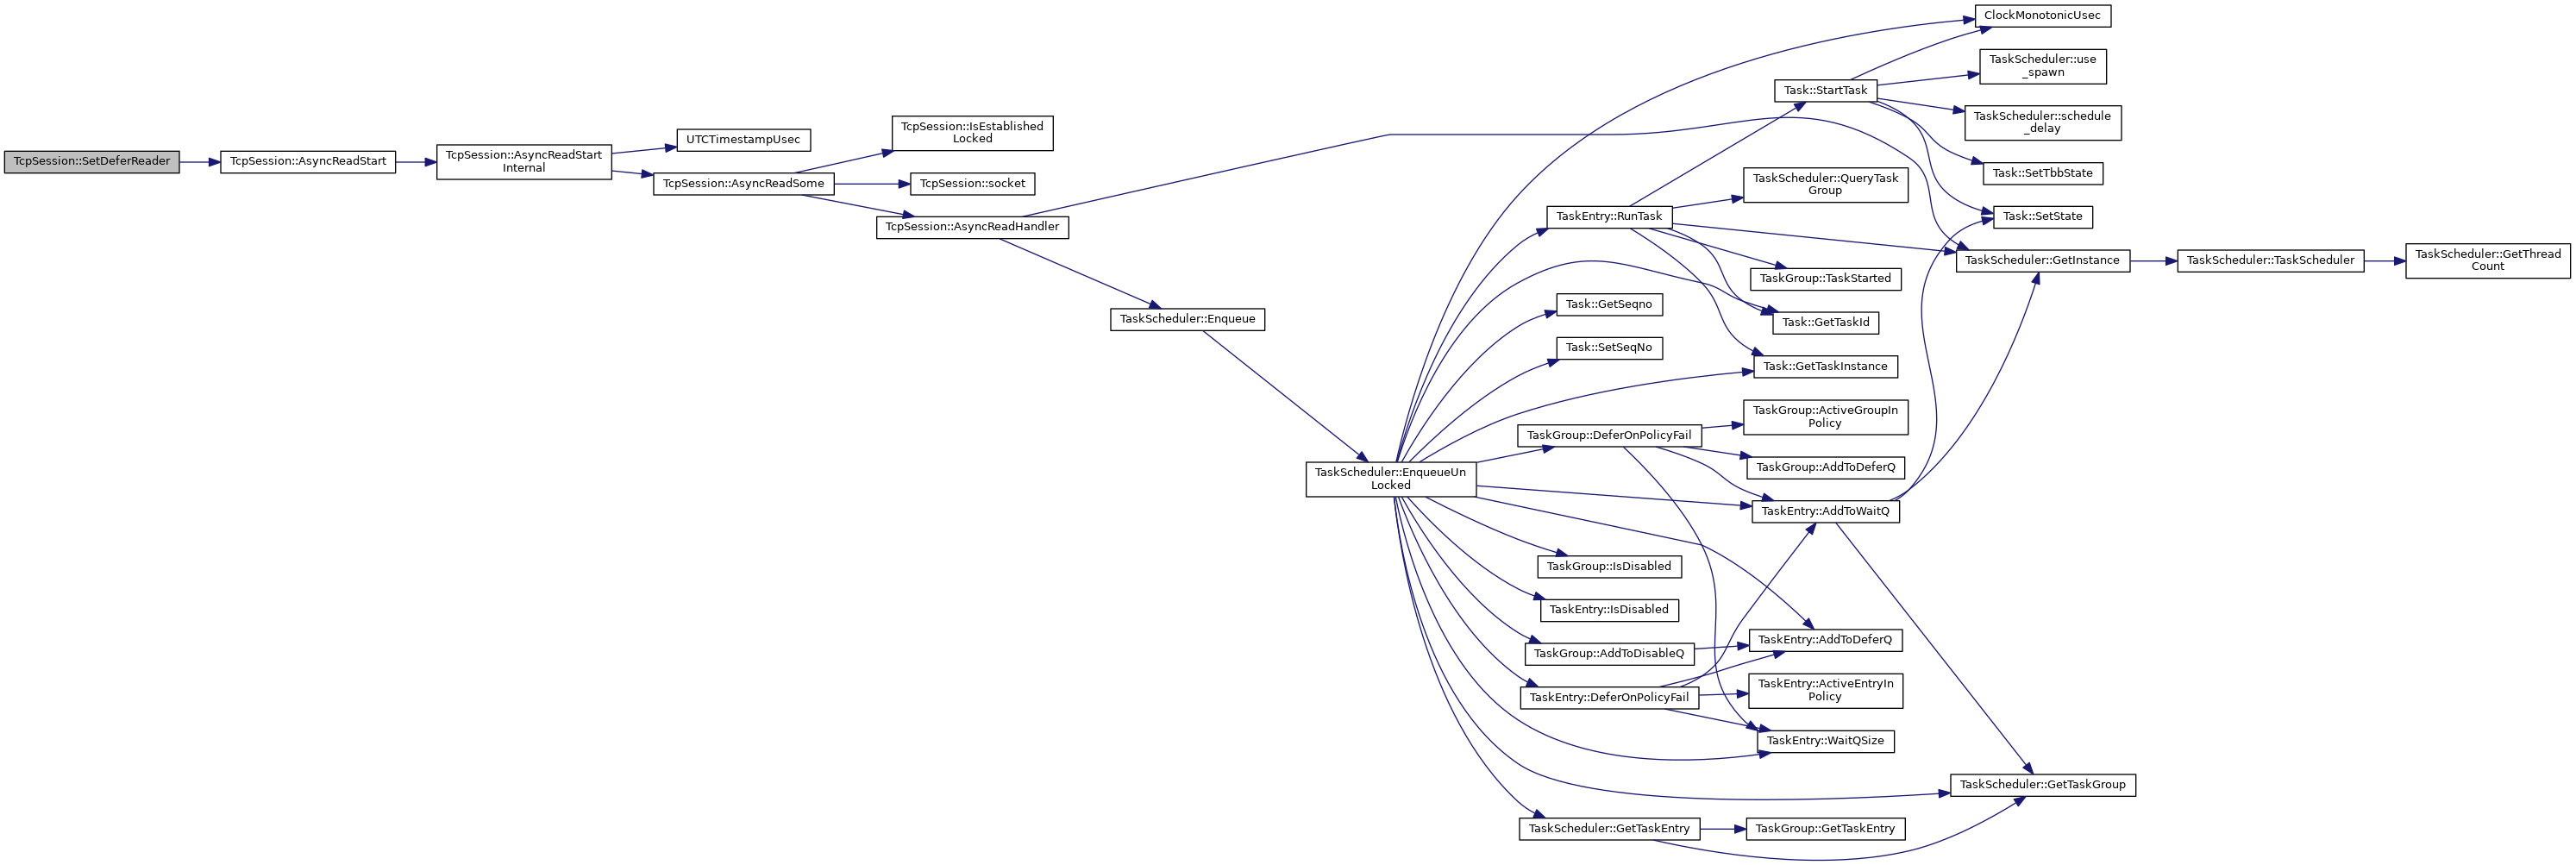 TcpSession::SetDeferReader
TcpSession::AsyncReadStart
TcpSession::AsyncReadStart
Internal
UTCTimestampUsec
TcpSession::AsyncReadSome
TcpSession::IsEstablished
Locked
TcpSession::socket
TcpSession::AsyncReadHandler
TaskScheduler::Enqueue
TaskScheduler::EnqueueUn
Locked
TaskEntry::RunTask
Task::GetSeqno
Task::SetSeqNo
TaskGroup::DeferOnPolicyFail
TaskGroup::IsDisabled
TaskEntry::IsDisabled
TaskGroup::AddToDisableQ
TaskEntry::DeferOnPolicyFail
TaskScheduler::GetTaskEntry
Task::StartTask
TaskScheduler::QueryTask
Group
TaskGroup::TaskStarted
Task::GetTaskId
Task::GetTaskInstance
TaskGroup::ActiveGroupIn
Policy
TaskGroup::AddToDeferQ
TaskEntry::AddToWaitQ
TaskEntry::AddToDeferQ
TaskEntry::ActiveEntryIn
Policy
TaskEntry::WaitQSize
TaskGroup::GetTaskEntry
ClockMonotonicUsec
TaskScheduler::use
_spawn
TaskScheduler::schedule
_delay
Task::SetTbbState
Task::SetState
TaskScheduler::GetInstance
TaskScheduler::GetTaskGroup
TaskScheduler::TaskScheduler
TaskScheduler::GetThread
Count